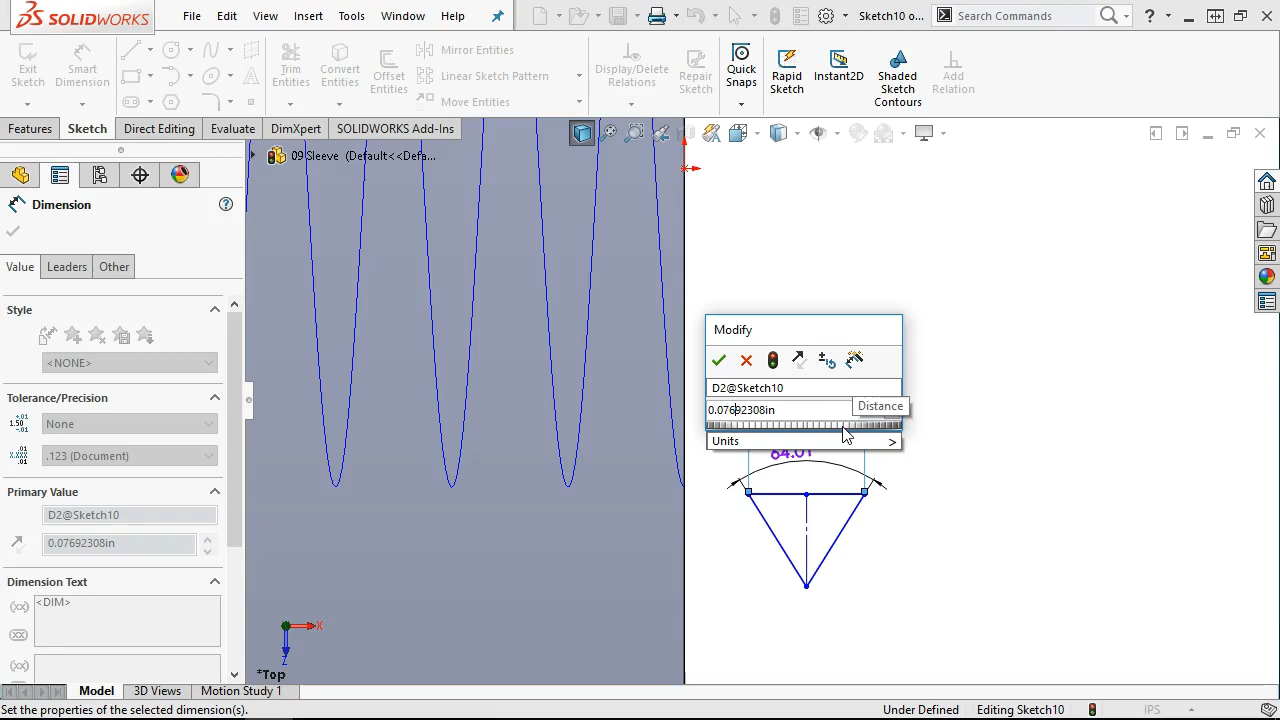 SOLIDWORKS
File Edit View Insert Tools Window Help
Sketch10 o...
Search Commands
?
Exit Sketch
Smart Dimension
Trim Entities
Convert Entities
Offset Entities
Mirror Entities
Linear Sketch Pattern
Move Entities
Display/Delete Relations
Repair Sketch
Quick Snaps
Rapid Sketch
Instant2D
Shaded Sketch Contours
Add Relation
Features Sketch Direct Editing Evaluate DimXpert SOLIDWORKS Add-Ins
09 Sleeve (Default<<Defa...
Dimension
Value Leaders Other
Style
<NONE>
Tolerance/Precision
None
.123 (Document)
Primary Value
D2@Sketch10
0.07692308in
Dimension Text
<DIM>
Modify
D2@Sketch10
0.07692308in
Distance
Units >
64.01
X
Z
*Top
Model 3D Views Motion Study 1
Set the properties of the selected dimension(s).
Under Defined Editing Sketch10 IPS